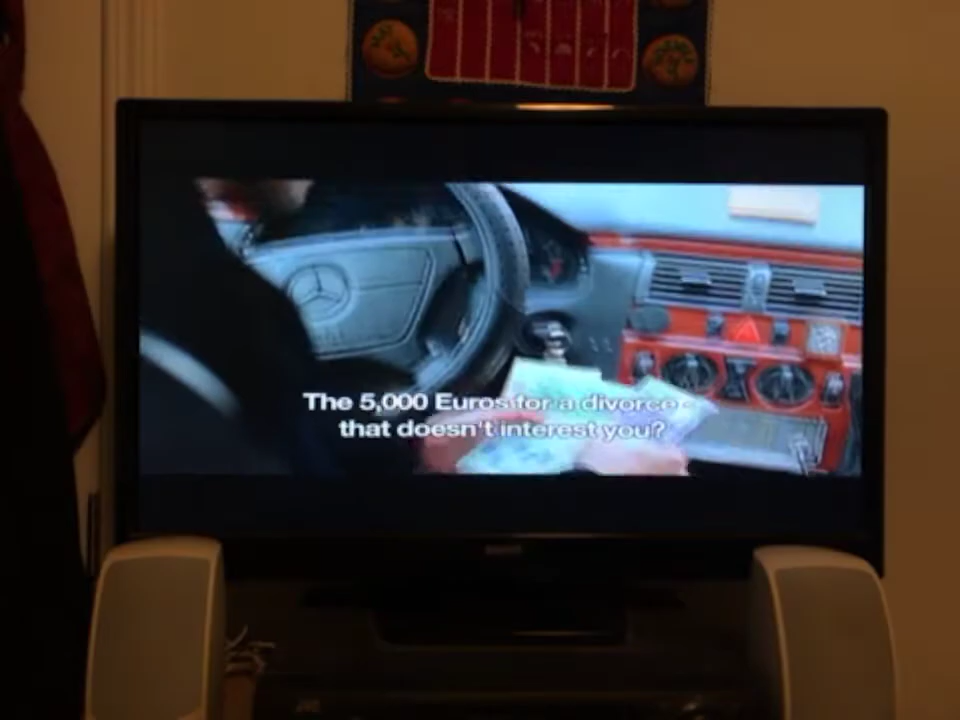 The 5,000 Euros for a divorce -
that doesn't interest you?